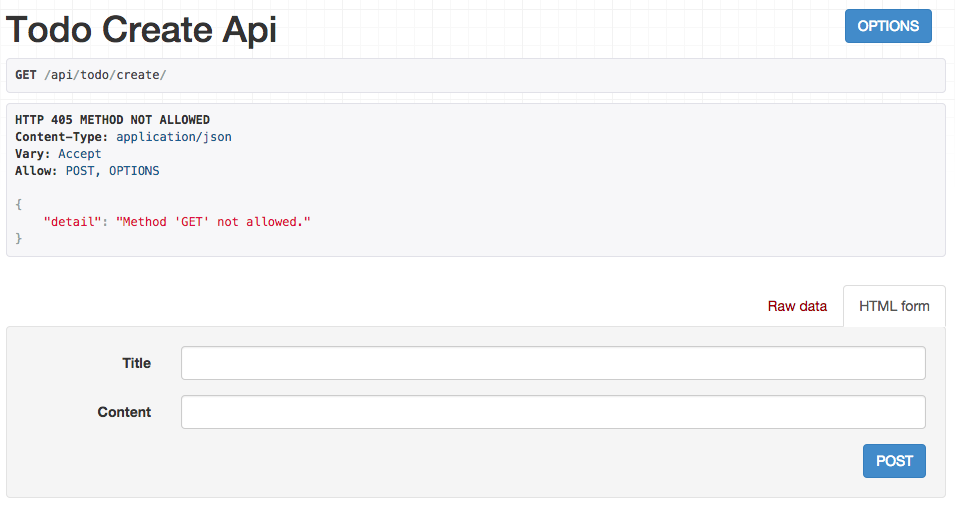 Todo Create Api
OPTIONS
GET /api/todo/create/
HTTP 405 METHOD NOT ALLOWED
Content-Type: application/json
Vary: Accept
Allow: POST, OPTIONS
{
    "detail": "Method 'GET' not allowed."
}
Raw data
HTML form
Title
Content
POST